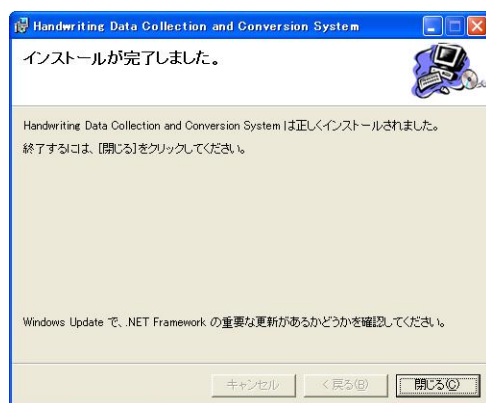 Handwriting Data Collection and Conversion System
インストールが完了しました。
Handwriting Data Collection and Conversion System は正しくインストールされました。
終了するには、[閉じる]をクリックしてください。
Windows Update で、.NET Framework の重要な更新があるかどうかを確認してください。
キャンセル
< 戻る(B)
閉じる(C)